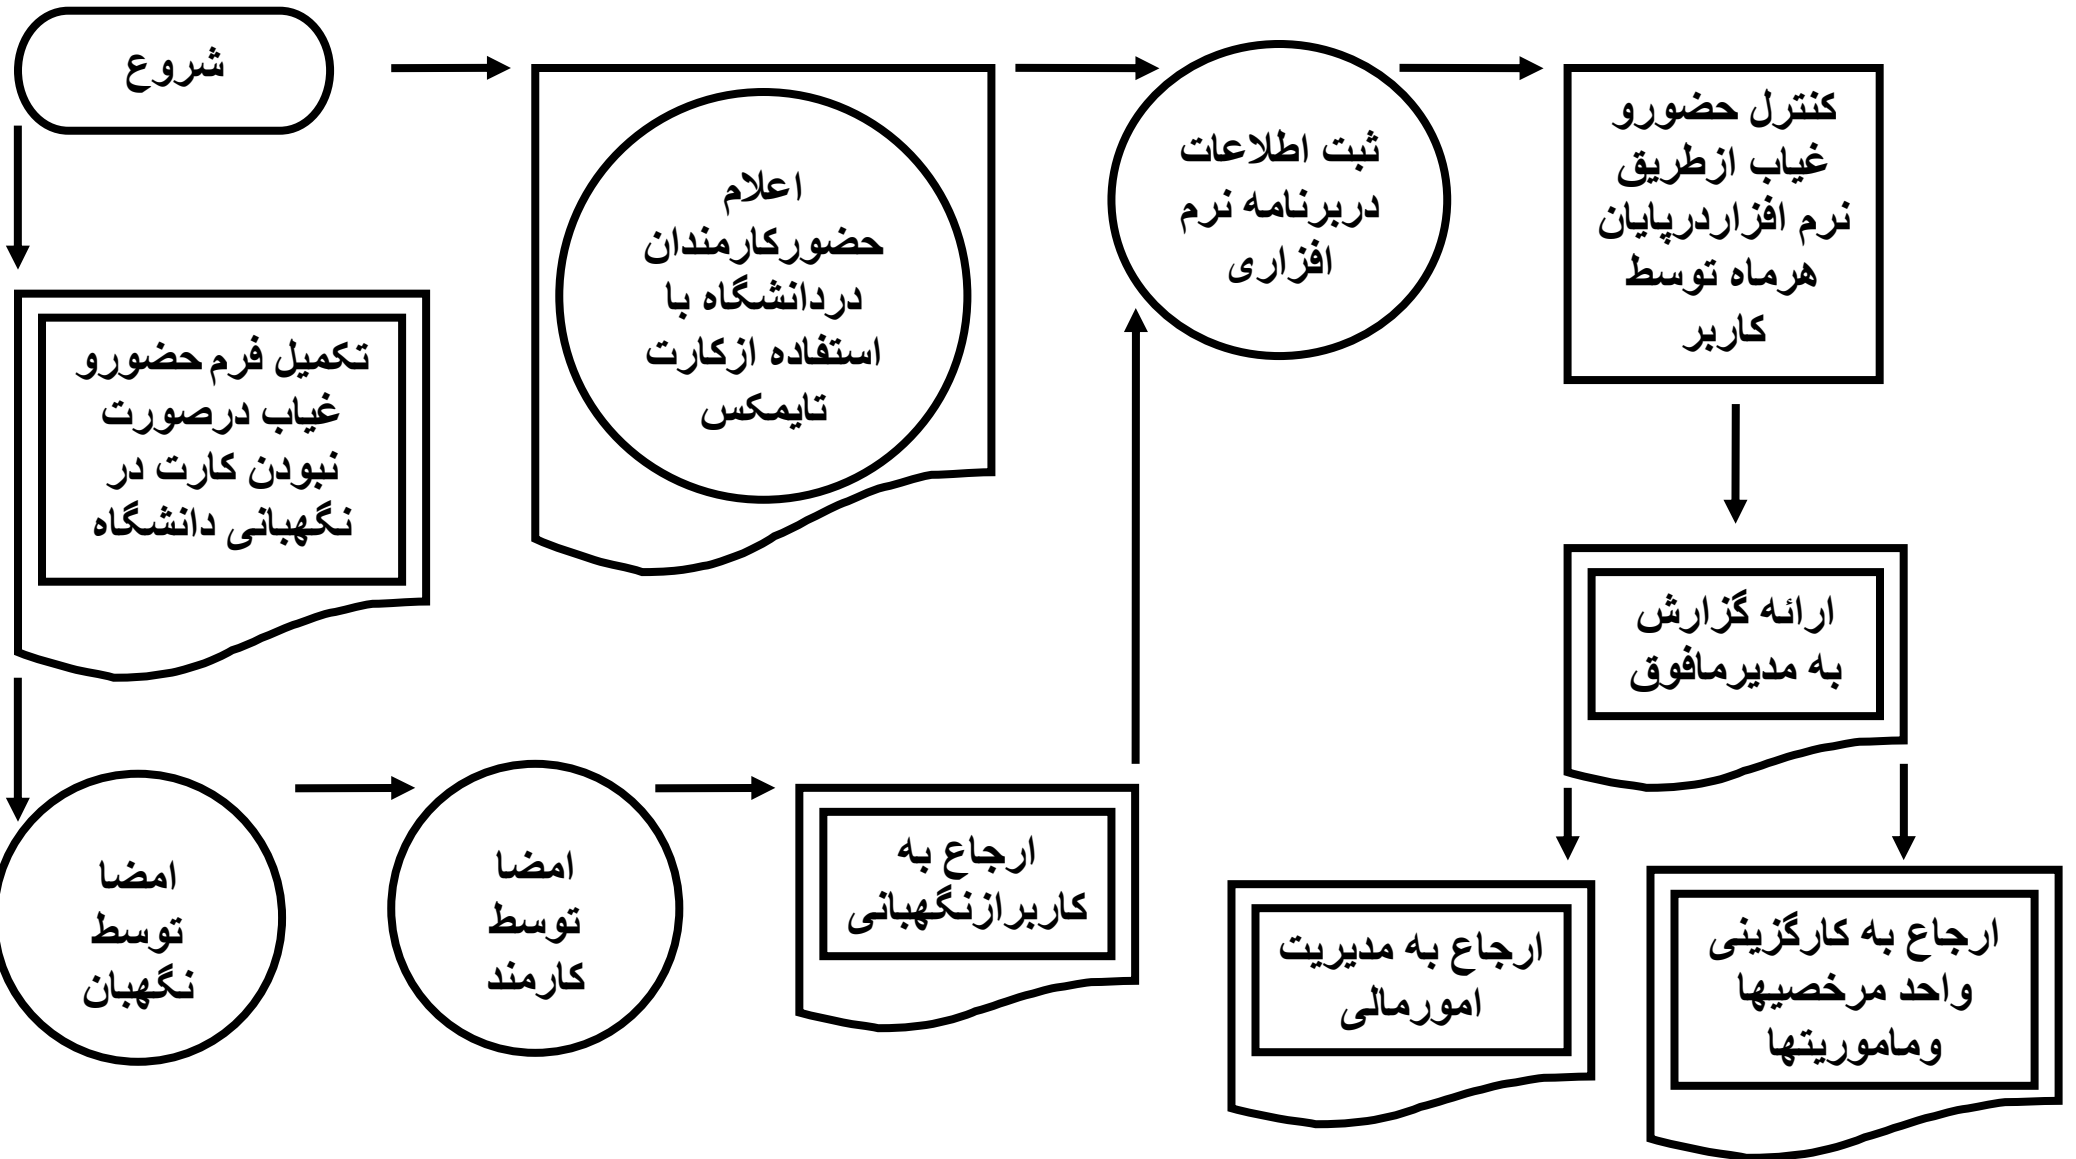 شروع
اعلام
حضورکارمندان
دردانشگاه با
استفاده ازکارت
تایمکس
ثبت اطلاعات
دربرنامه نرم
افزاری
کنترل حضورو
غیاب ازطریق
نرم افزاردرپایان
هرماه توسط
کاربر
تکمیل فرم حضورو
غیاب درصورت
نبودن کارت در
نگهبانی دانشگاه
ارائه گزارش
به مدیرمافوق
امضا
توسط
نگهبان
امضا
توسط
کارمند
ارجاع به
کاربرازنگهبانی
ارجاع به مدیریت
امورمالی
ارجاع به کارگزینی
واحد مرخصیها
وماموریتها